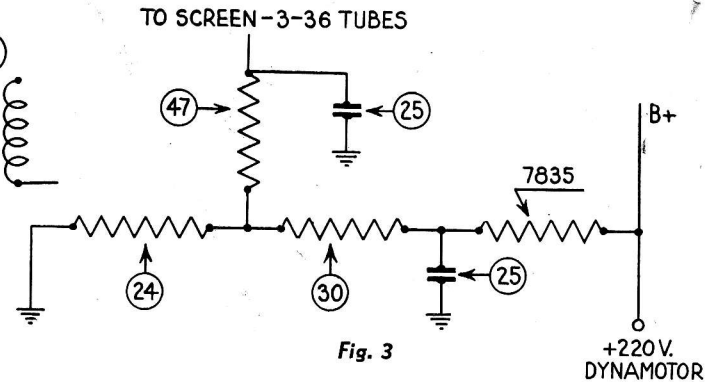 TO SCREEN-3-36 TUBES
47
25
B+
7835
24
30
25
Fig. 3
+220 V.
DYNAMOTOR